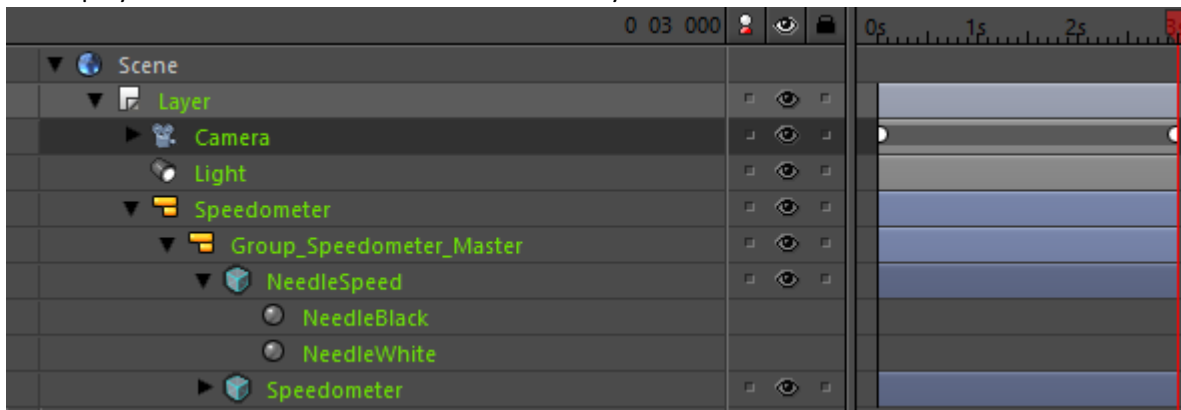 0 03 000 0s 1s 2s
Scene
Layer
Camera
Light
Speedometer
Group_Speedometer_Master
NeedleSpeed
NeedleBlack
NeedleWhite
Speedometer